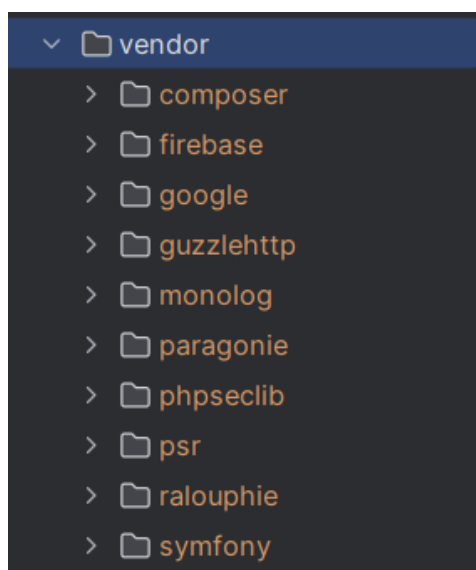 vendor
composer
firebase
google
guzzlehttp
monolog
paragonie
phpseclib
psr
ralouphie
symfony